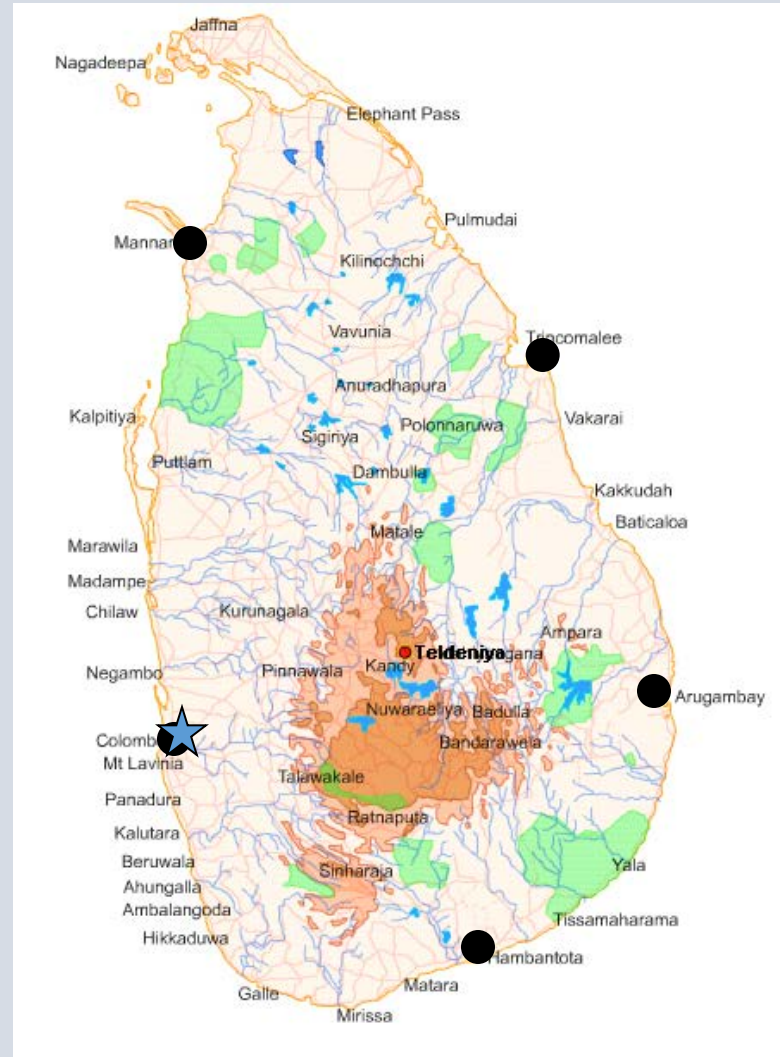 Jaffna
Nagadeepa
Elephant Pass
Pulmudai
Mannar
Kilinochchi
Vavunia
Trincomalee
Anuradhapura
Kalpitiya
Vakarai
Polonnaruwa
Sigiriya
Puttlam
Dambulla
Kakkudah
Baticaloa
Matale
Marawila
Madampe
Chilaw
Kurunagala
Ampara
Teldeniya
Kandy
Pinnawala
Negambo
Arugambay
Nuwaraeliya
Badulla
Colombo
Bandarawela
Mt Lavinia
Talawakale
Panadura
Ratnaputa
Kalutara
Beruwala
Yala
Sinharaja
Ahungalla
Ambalangoda
Tissamaharama
Hikkaduwa
Hambantota
Matara
Galle
Mirissa